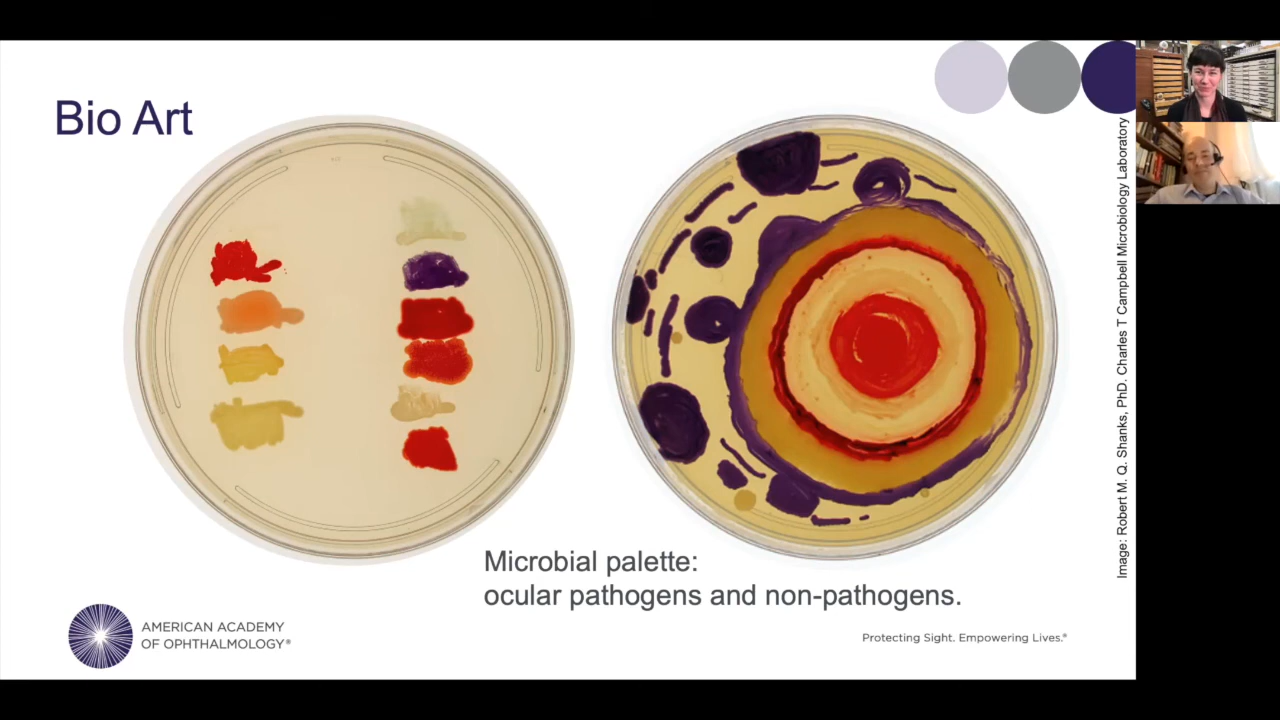 Bio Art
Image: Robert M. Q. Shanks, PhD. Charles T Campbell Microbiology Laboratory
Microbial palette:
ocular pathogens and non-pathogens.
AMERICAN ACADEMY
OF OPHTHALMOLOGY®
Protecting Sight. Empowering Lives.®